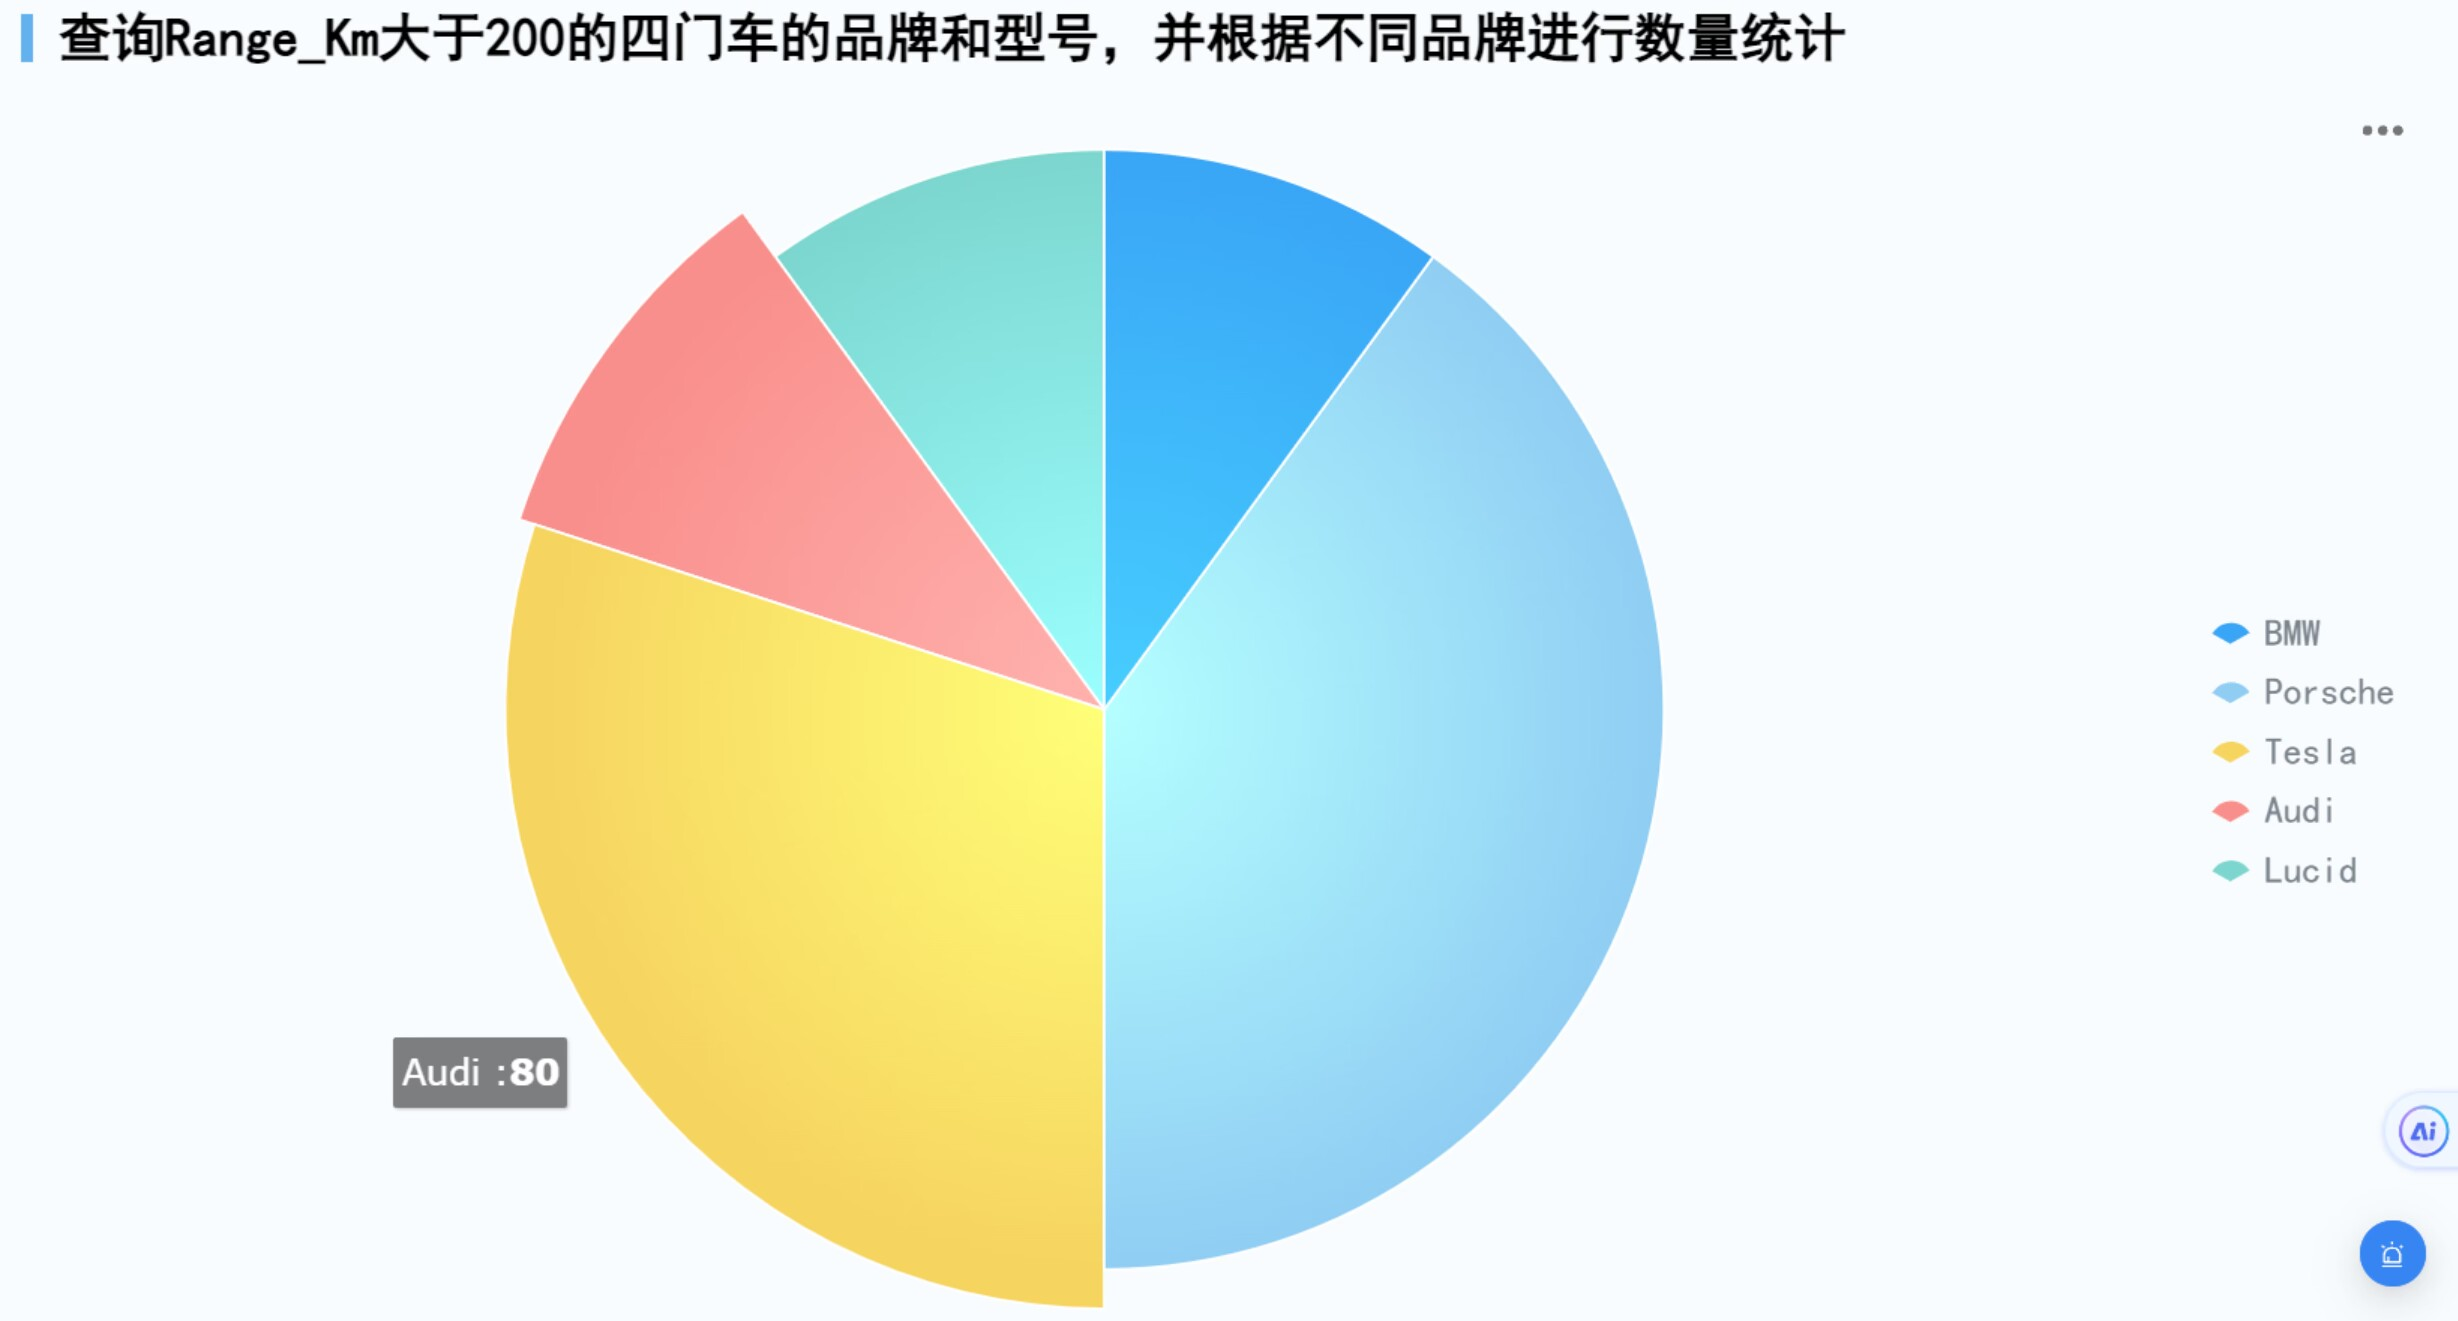 查询Range_Km大于200的四门车的品牌和型号，并根据不同品牌进行数量统计
BMW
Porsche
Tesla
Audi
Lucid
Audi :80
Ai